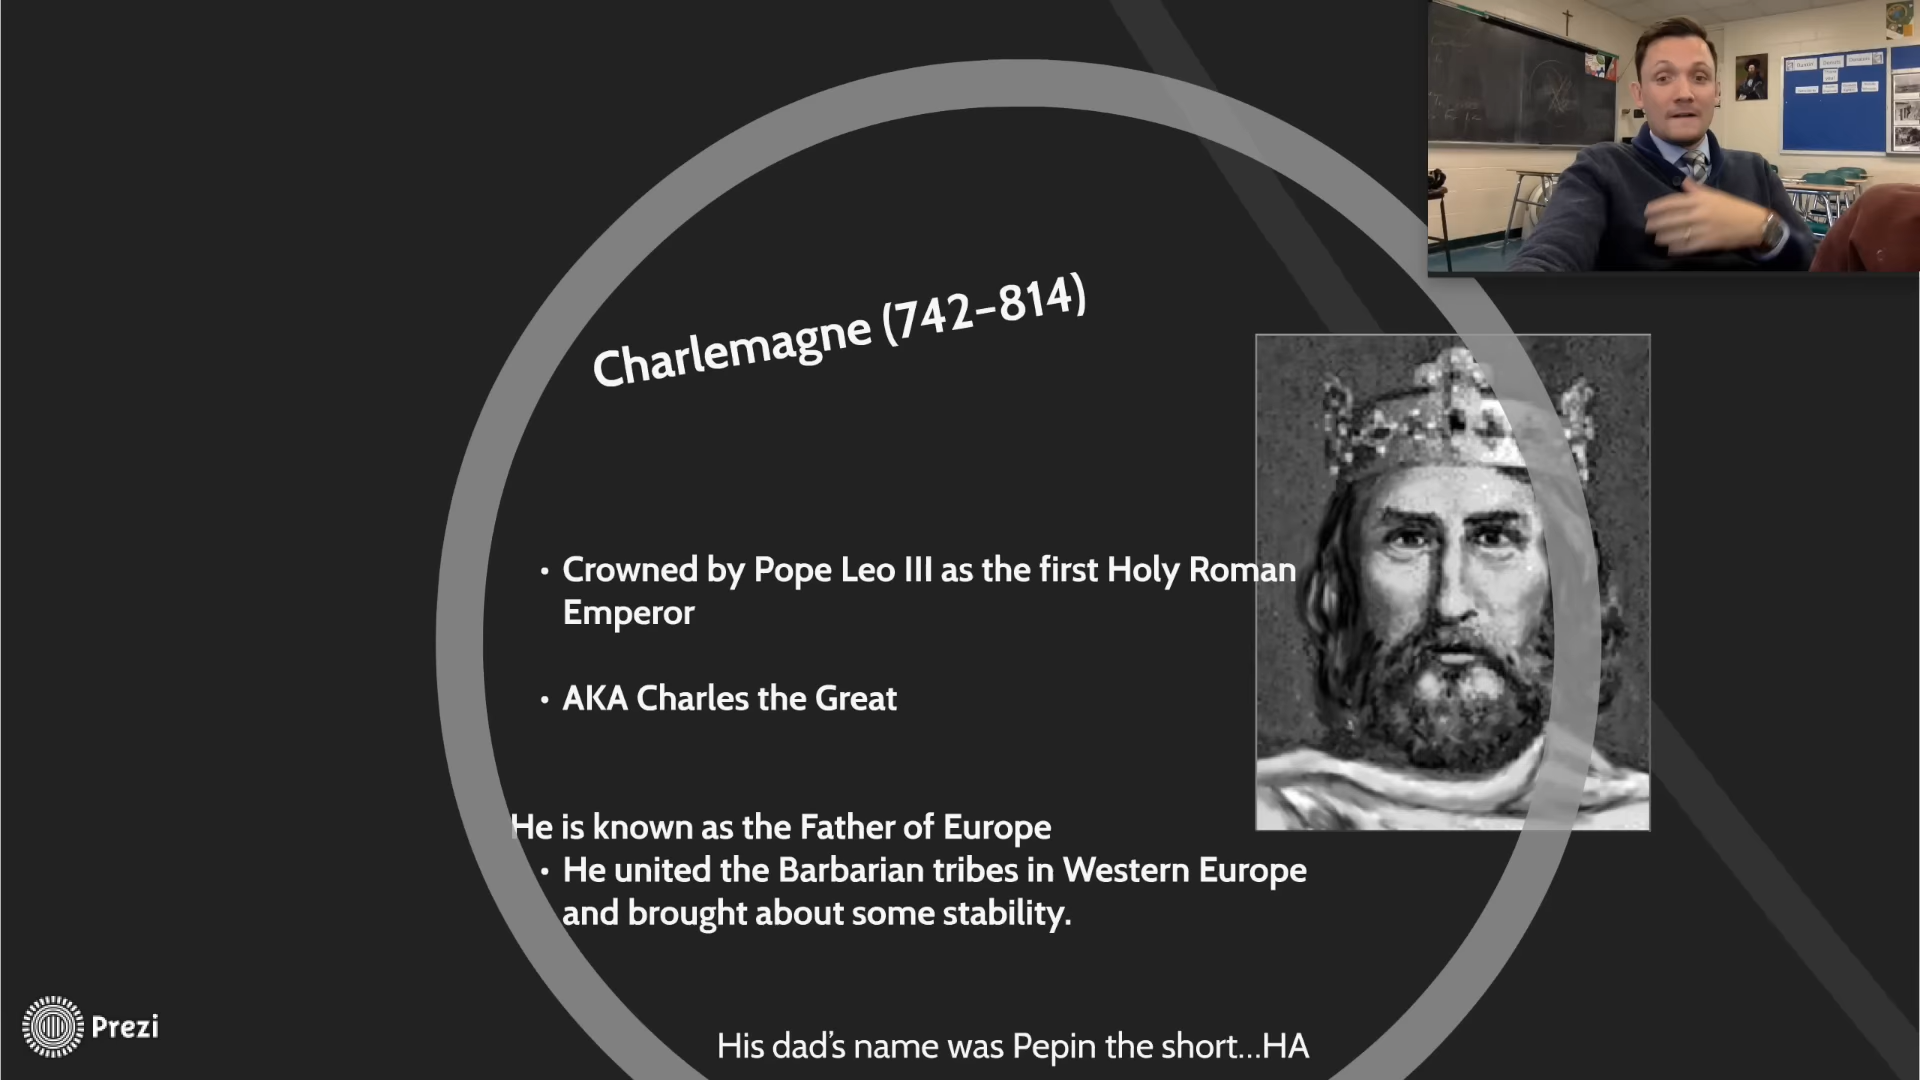 Charlemagne (742–814)
• Crowned by Pope Leo III as the first Holy Roman
Emperor
• AKA Charles the Great
He is known as the Father of Europe
• He united the Barbarian tribes in Western Europe
and brought about some stability.
His dad's name was Pepin the short...HA
Prezi